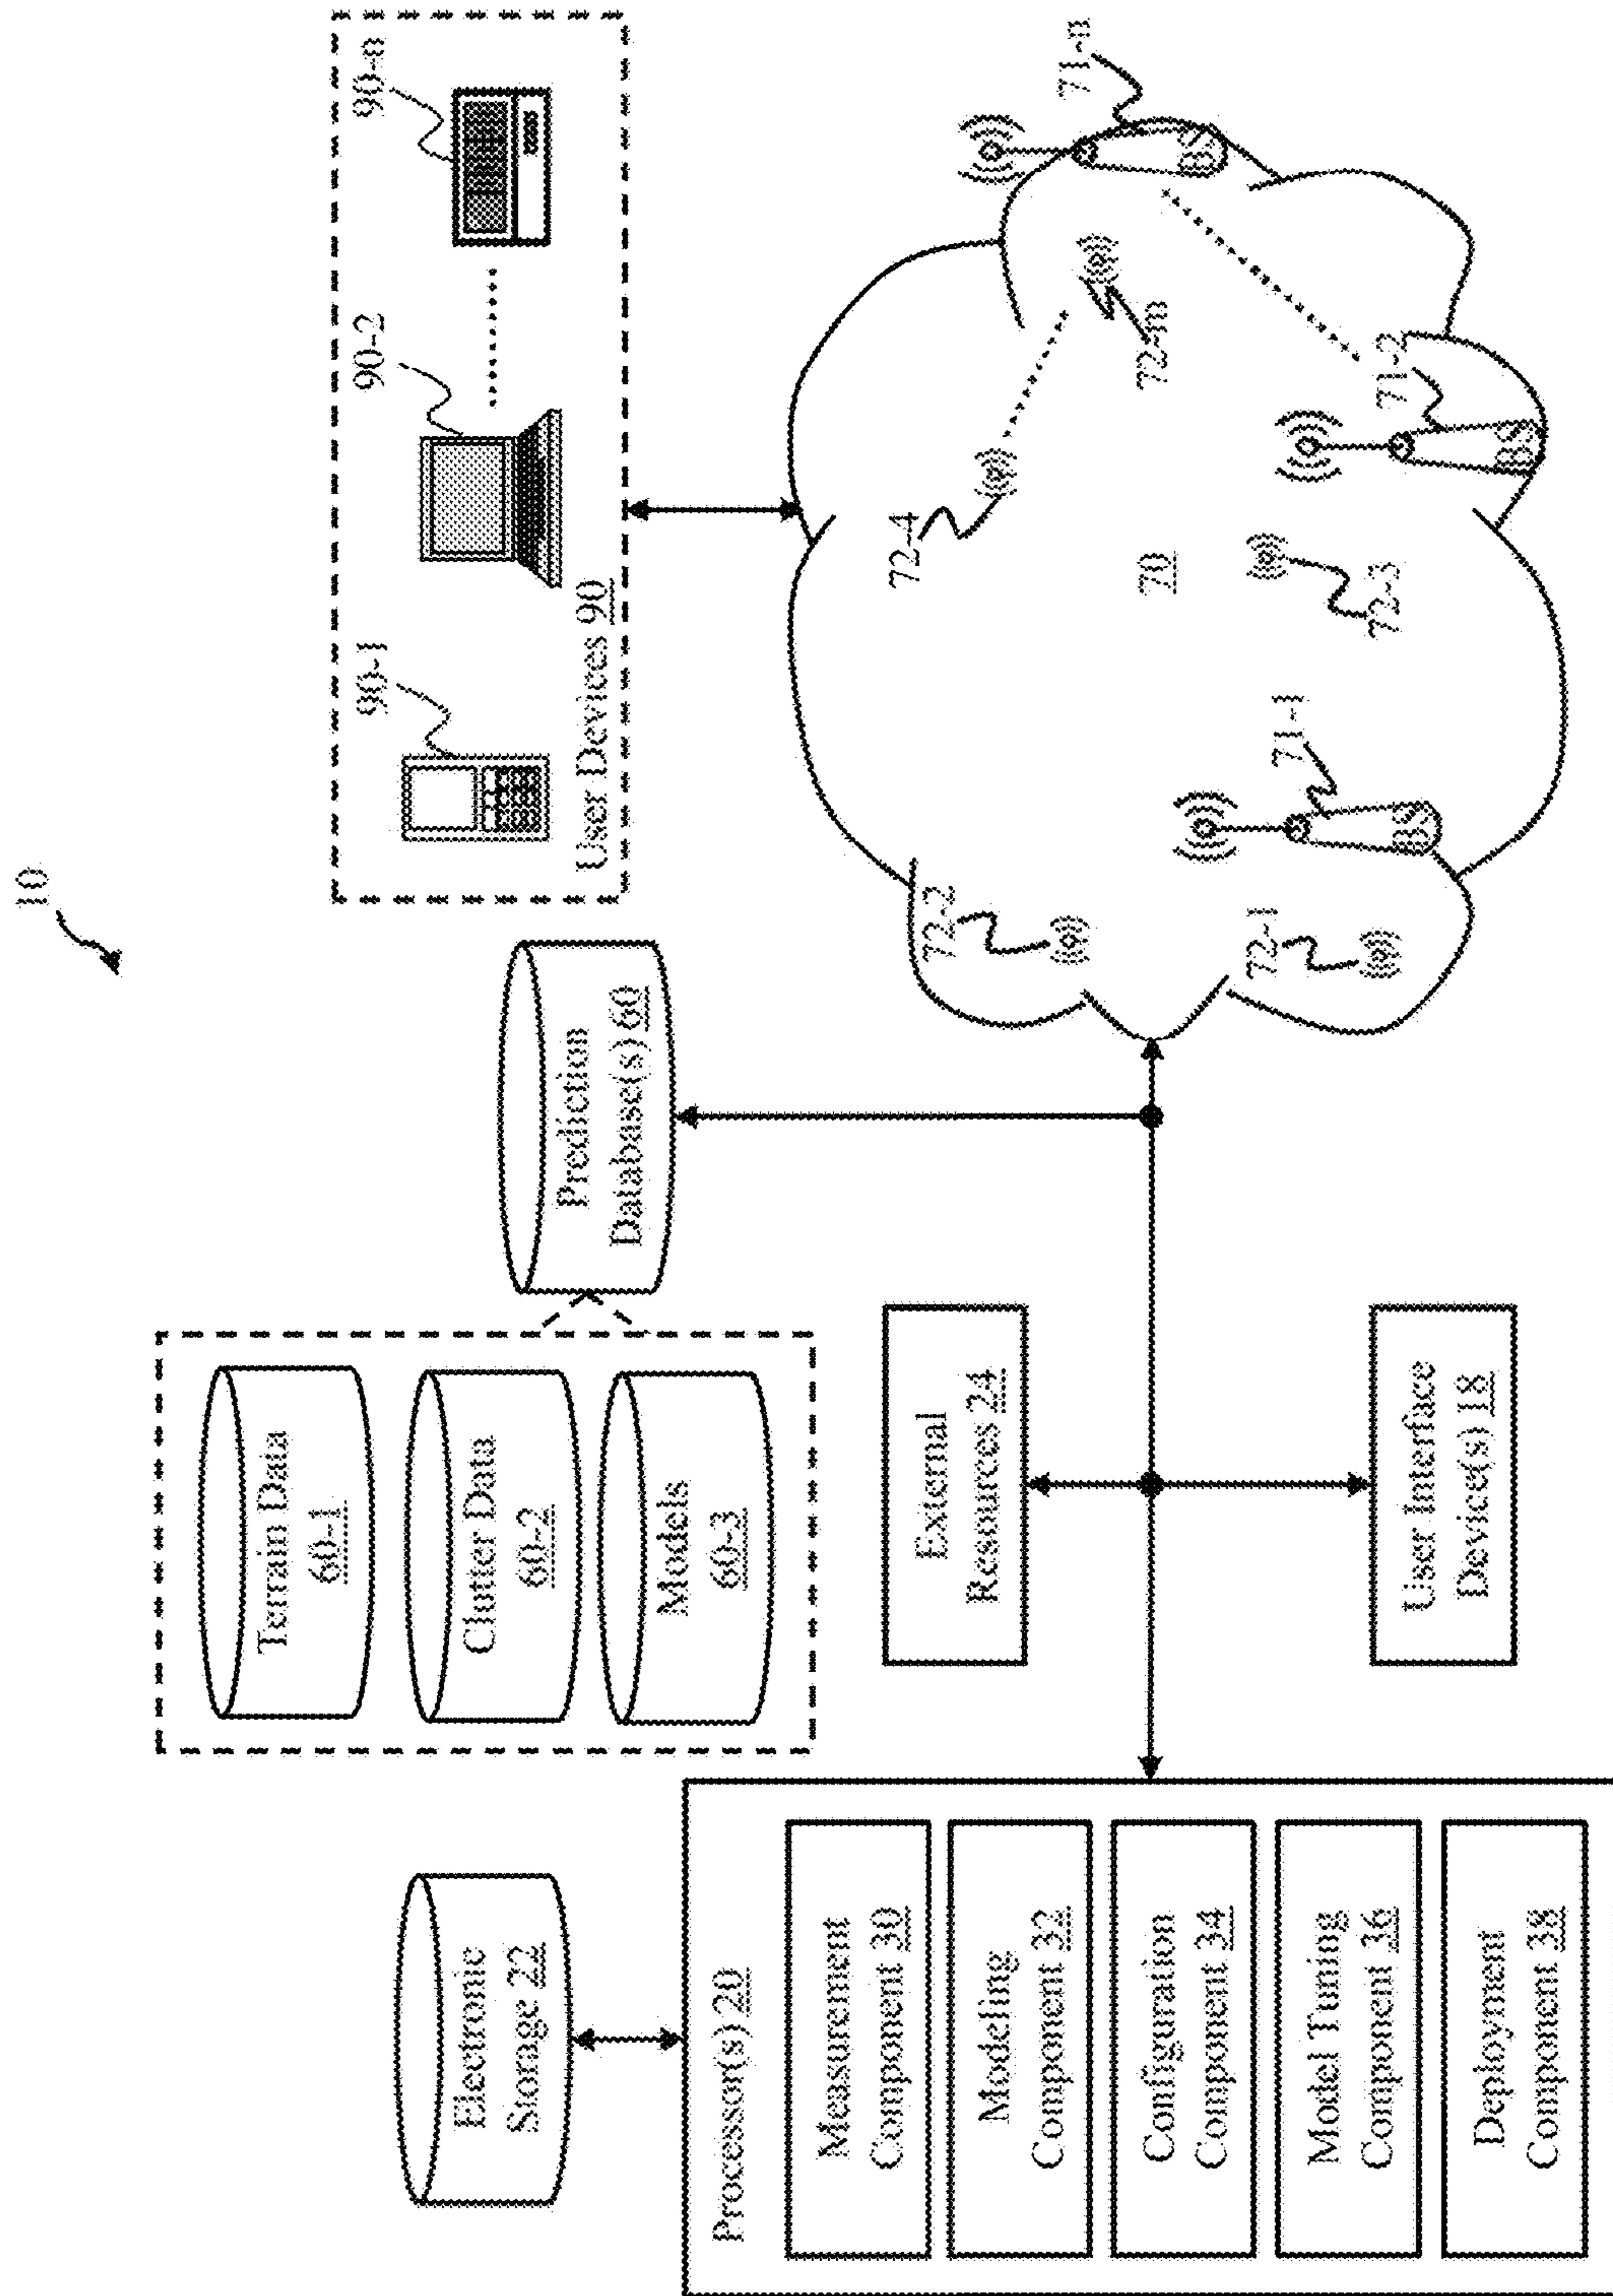 10
Electronic
Storage 22
Processor(s) 20
Measurement
Component 30
Modeling
Component 32
Configuration
Component 34
Model Tuning
Component 36
Deployment
Component 38
Terrain Data
60-1
Clutter Data
60-2
Models
60-3
Prediction
Database(s) 60
External
Resources 24
User Interface
Device(s) 18
90-1
90-2
90-n
User Devices 90
72-2
72-1
72-4
70
72-3
72-m
71-1
BS
71-2
BS
71-n
BS